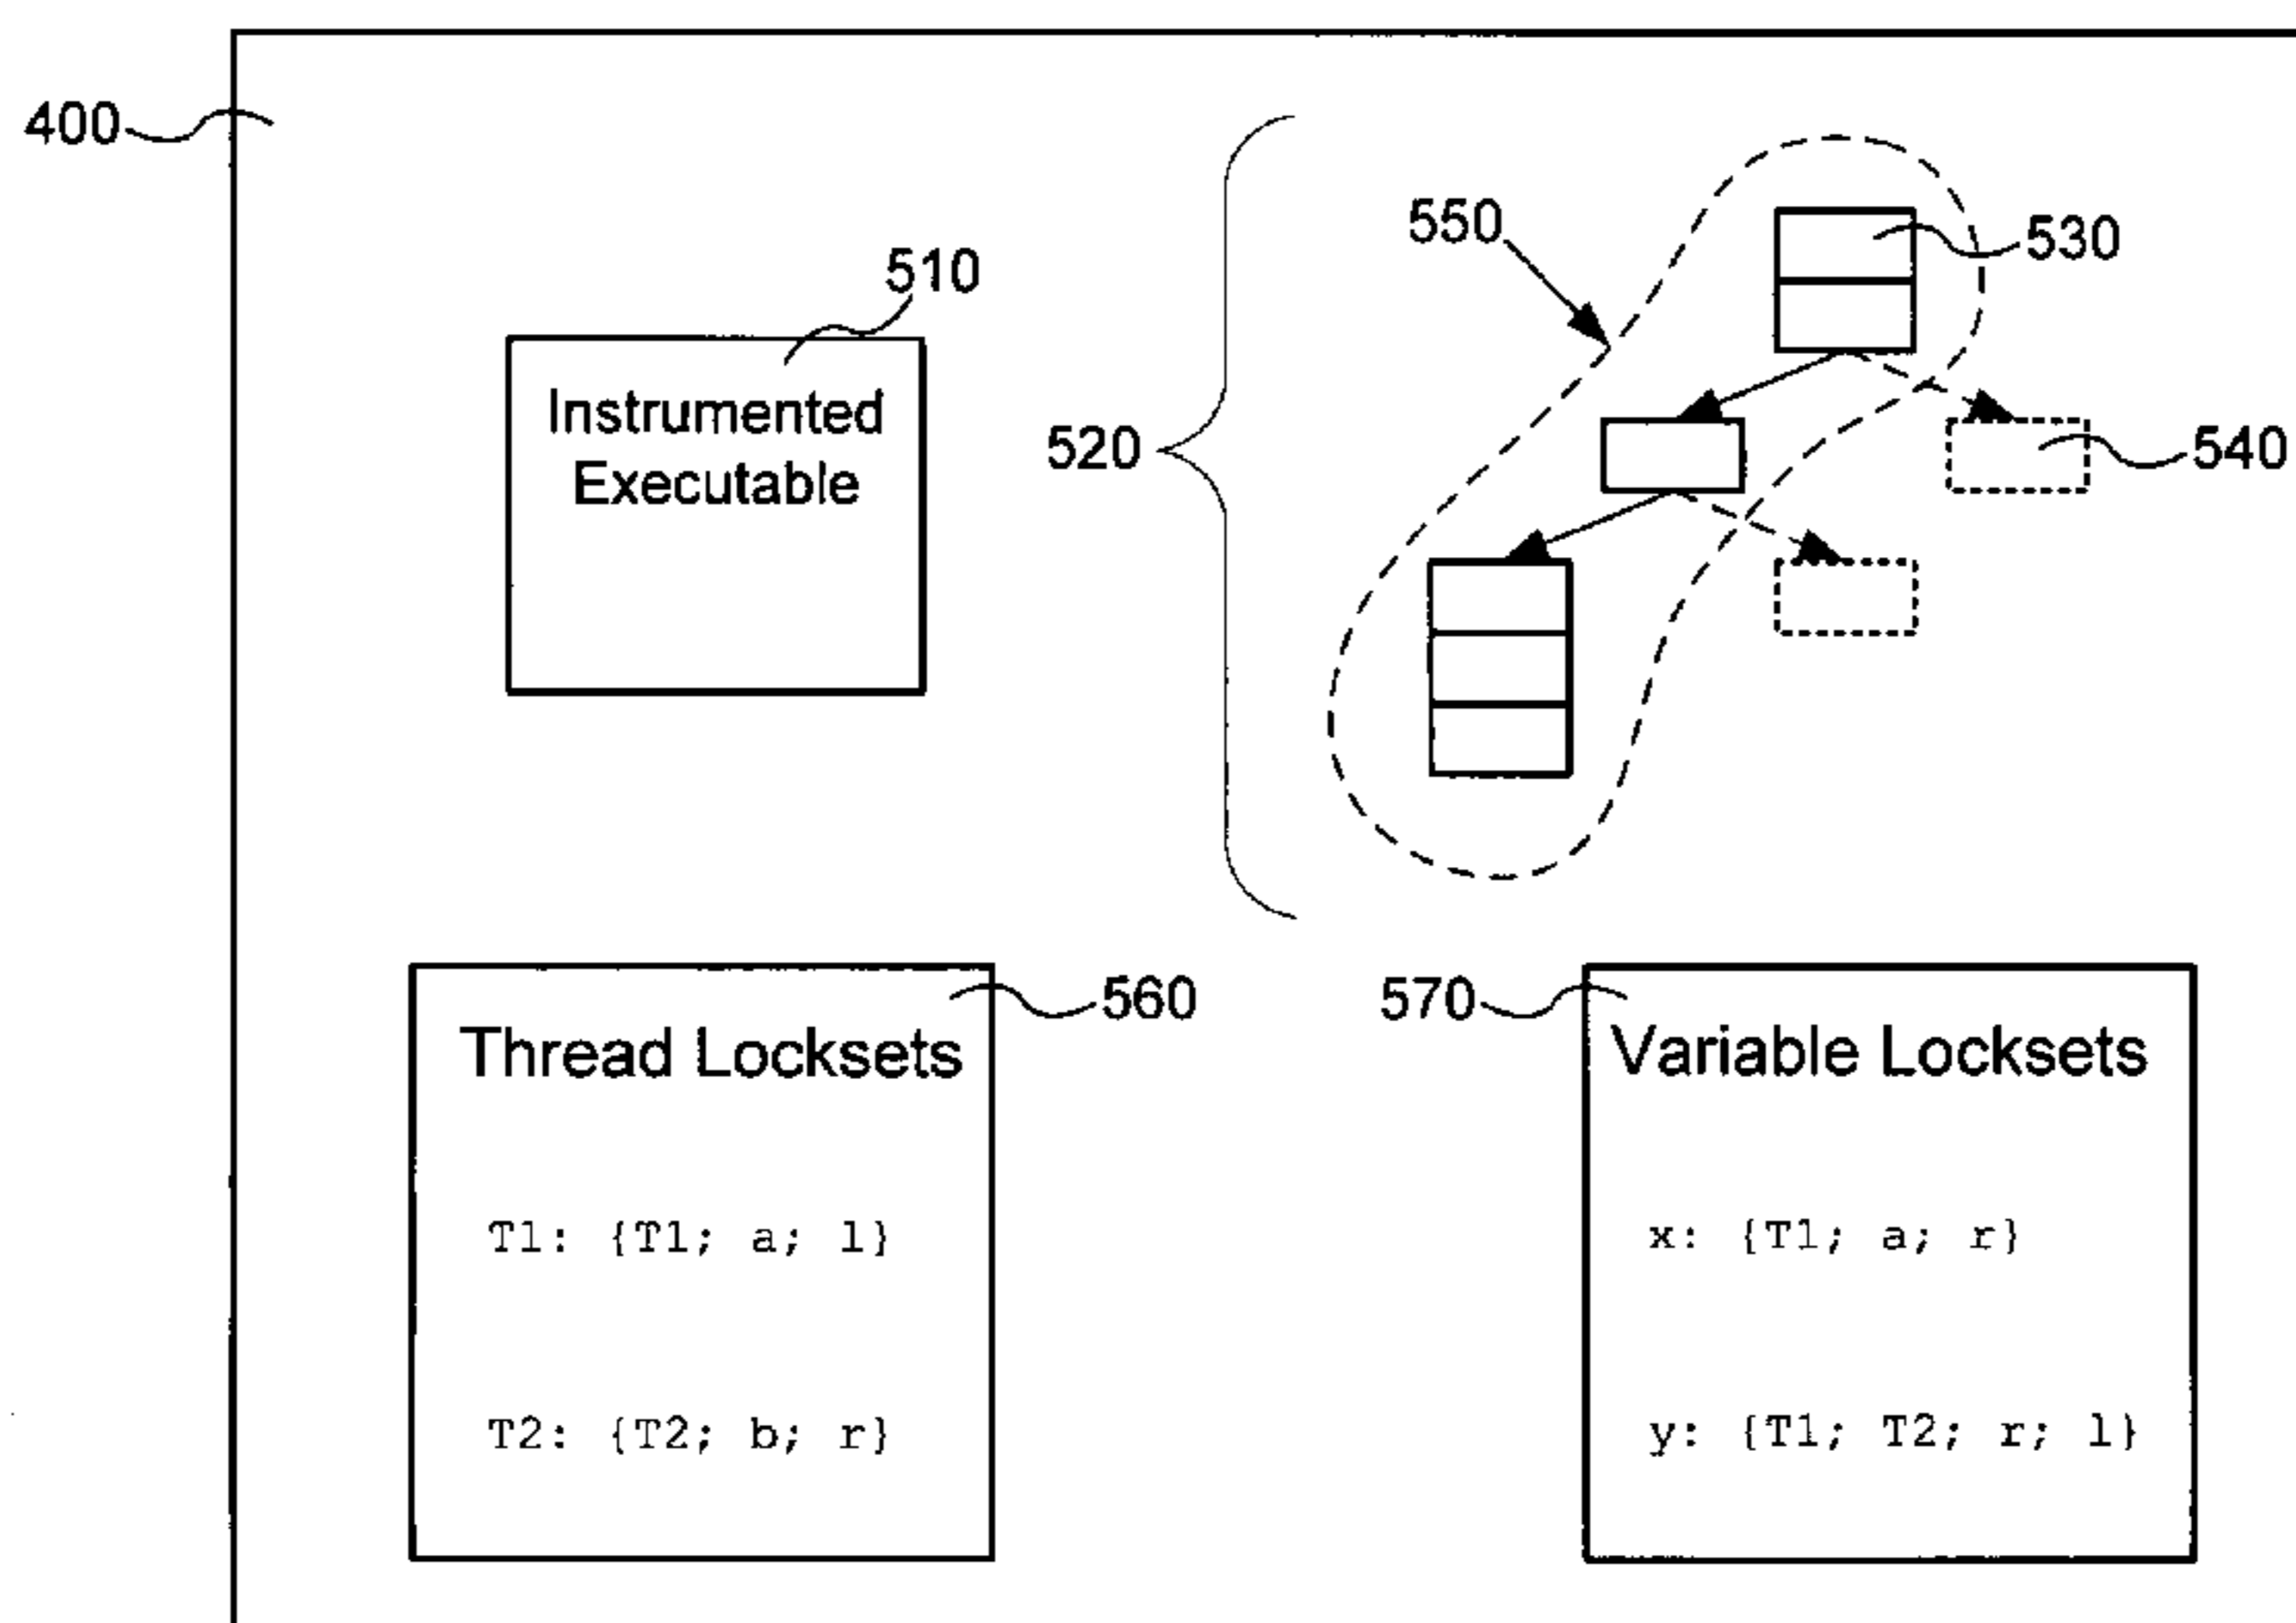 400
510
Instrumented
Executable
520
550
530
540
560
Thread Locksets
T1: {T1; a; l}
T2: {T2; b; r}
570
Variable Locksets
x: {T1; a; r}
y: {T1; T2; r; l}